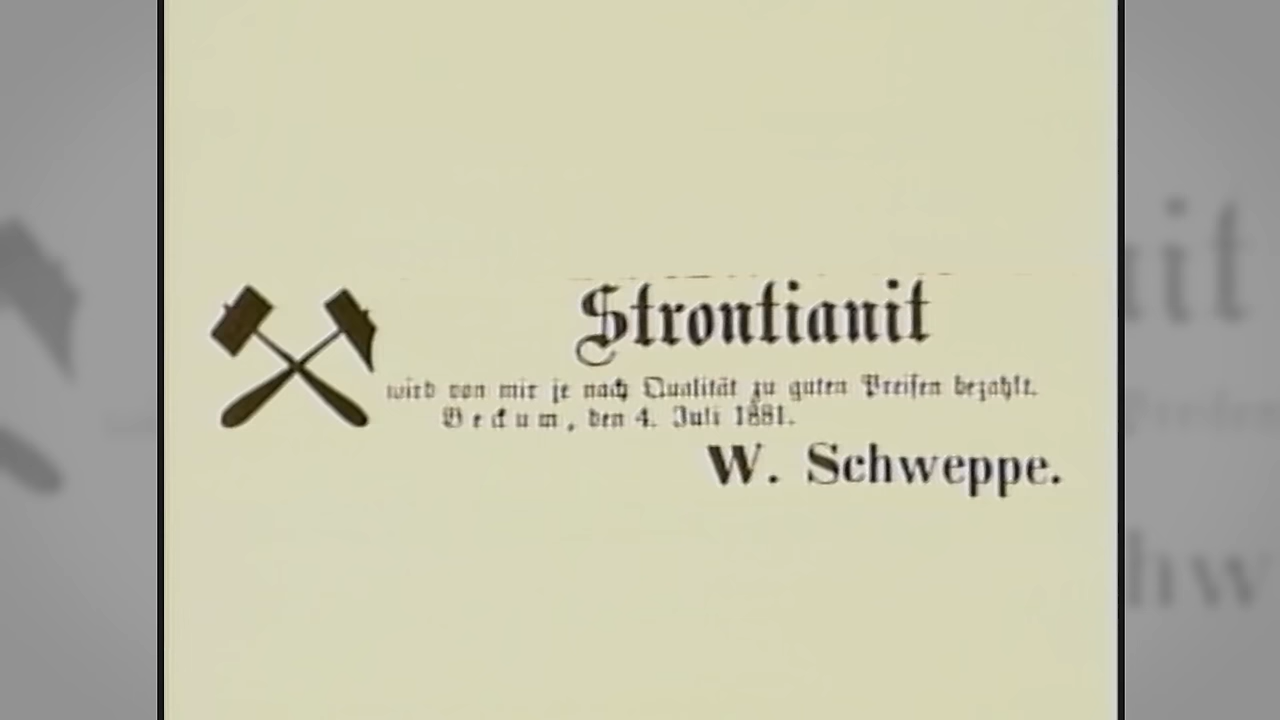 Strontianit
wird von mir je nach Qualität zu guten Preisen bezahlt.
Beckum, den 4. Juli 1881.
W. Schweppe.